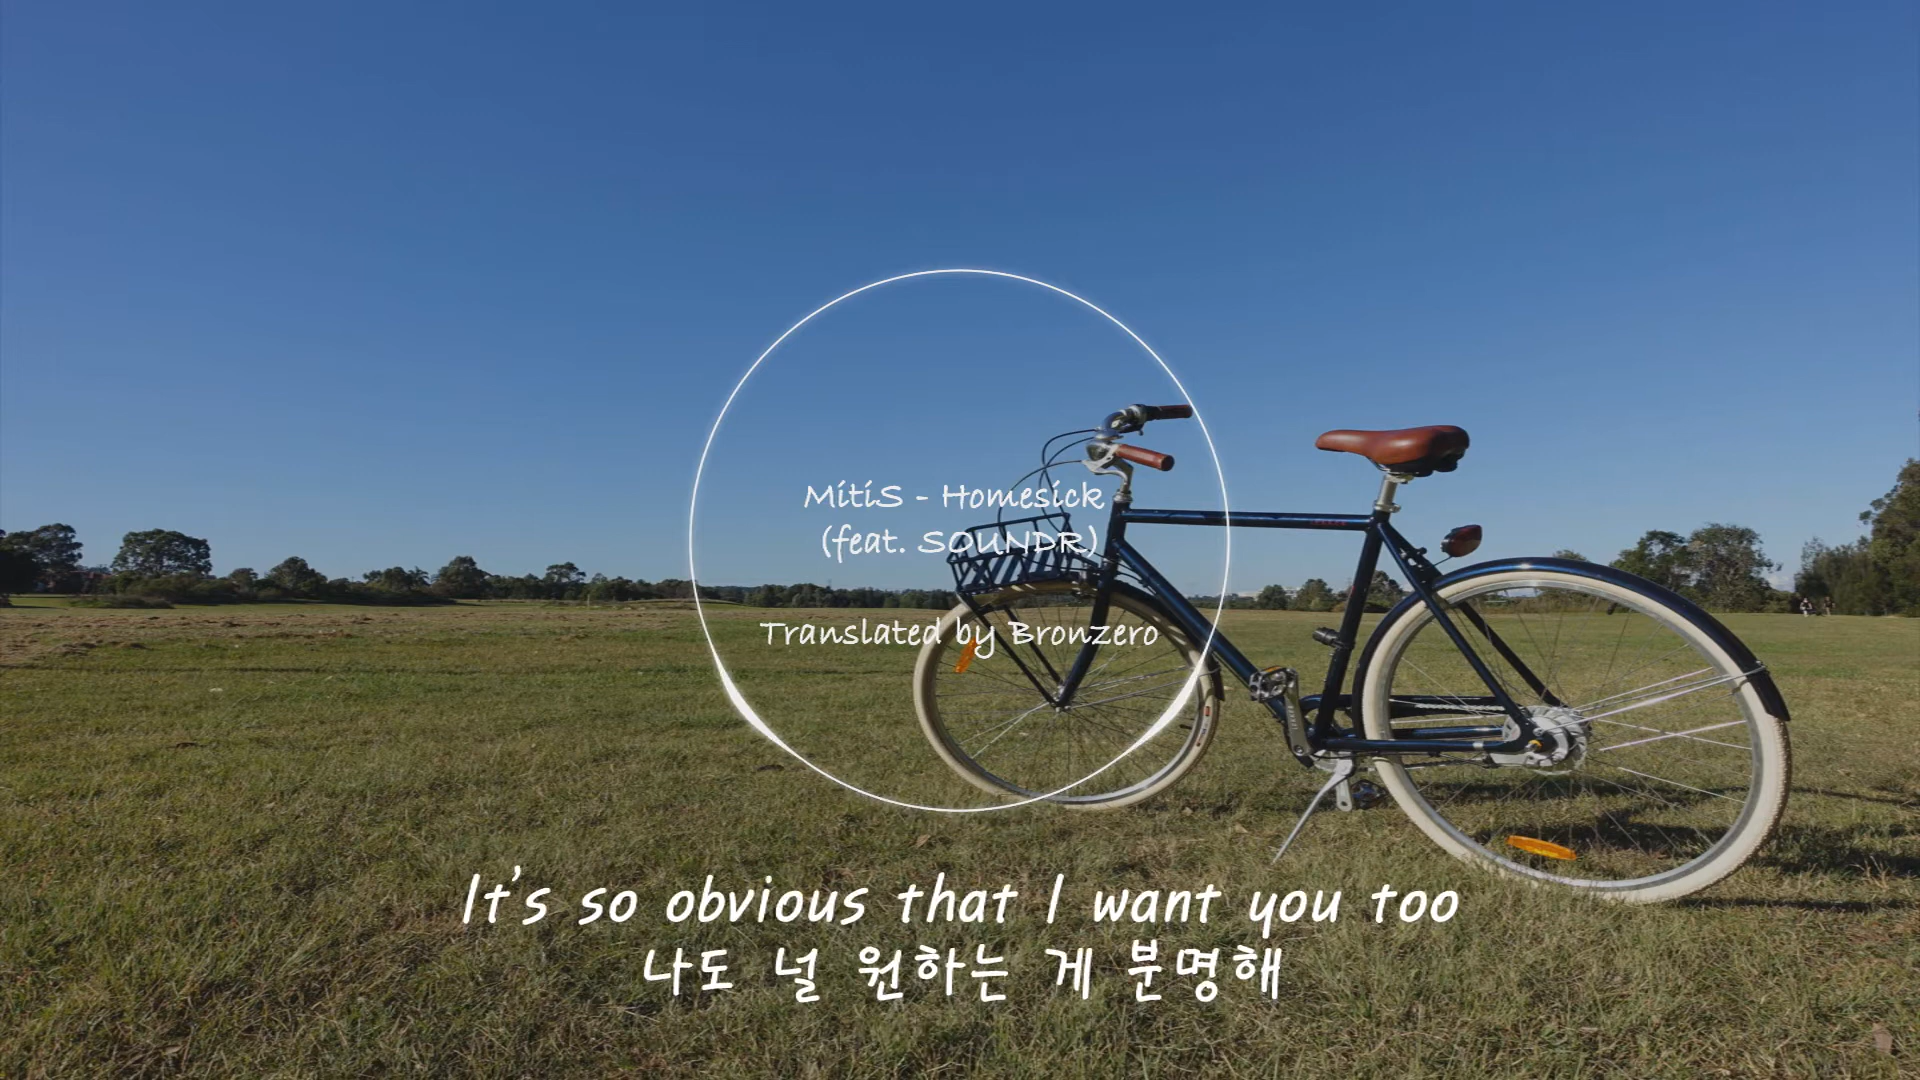 MitiS - Homesick
(feat. SOUNDR)
Translated by Bronzero
It's so obvious that I want you too
나도 널 원하는 게 분명해